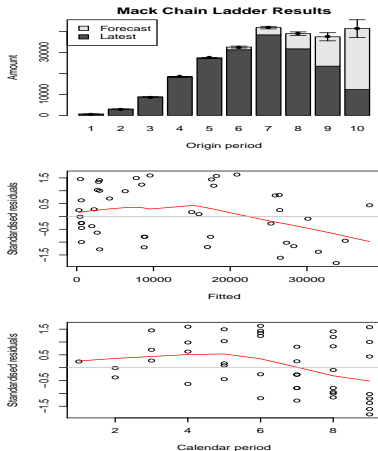 Mack Chain Ladder Results
Forecast
Latest
Amount
0 10000 30000
1 2 3 4 5 6 7 8 9 10
Origin period
Standardised residuals
−1.5 −0.5 0.5 1.5
0 10000 20000 30000
Fitted
Standardised residuals
−1.5 −0.5 0.5 1.5
2 4 6 8
Calendar period